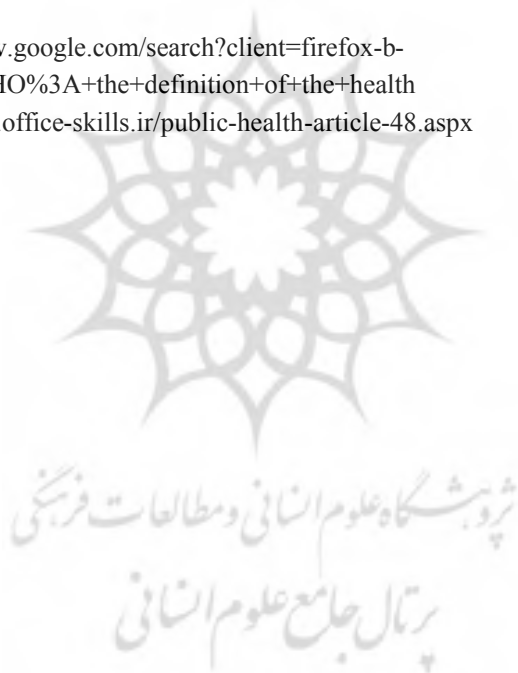 v.google.com/search?client=firefox-b-
HO%3A+the+definition+of+the+health
office-skills.ir/public-health-article-48.aspx
پژوهشگاه علوم انسانی و مطالعات فرهنگی
پرتال جامع علوم انسانی